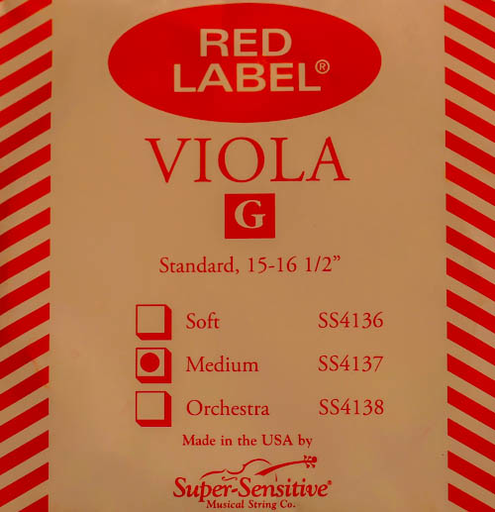 RED
LABEL®
VIOLA
G
Standard, 15-16 1/2”
Soft SS4136
Medium SS4137
Orchestra SS4138
Made in the USA by
Super-Sensitive®
Musical String Co.